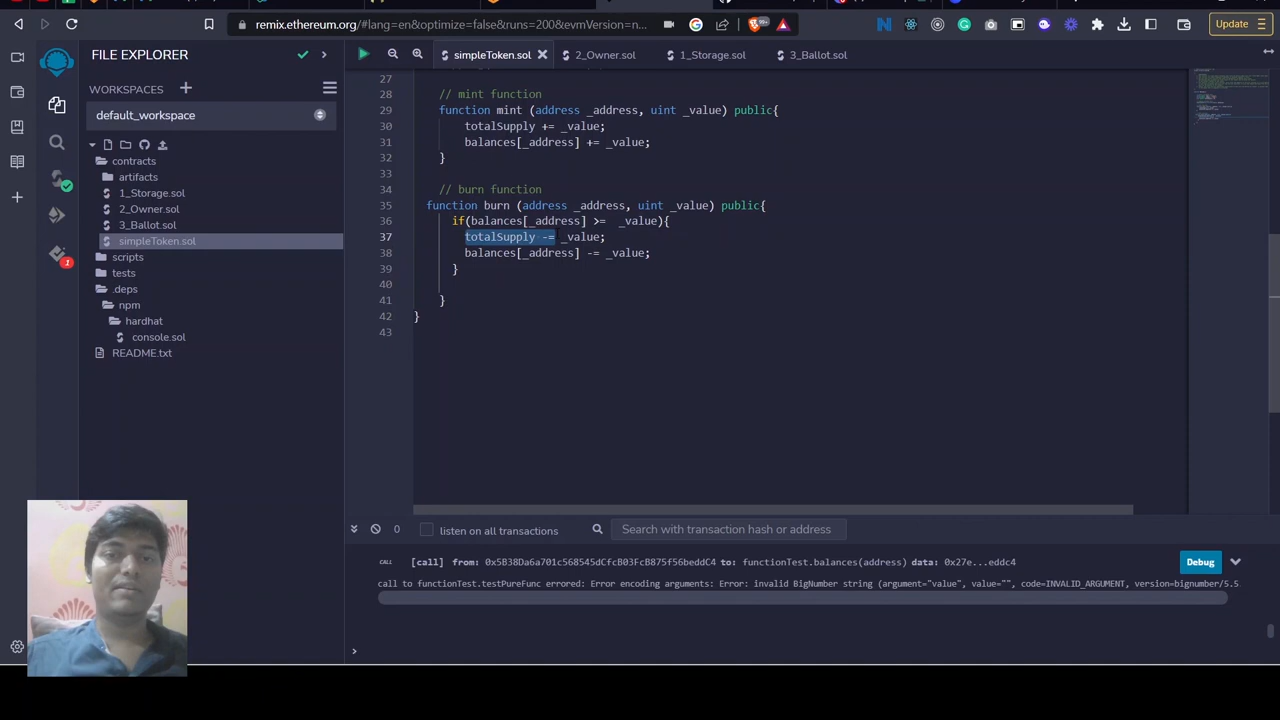 remix.ethereum.org/#lang=en&optimize=false&runs=200&evmVersion=n...
99+
Update
FILE EXPLORER
simpleToken.sol
2_Owner.sol
1_Storage.sol
3_Ballot.sol
WORKSPACES
default_workspace
contracts
artifacts
1_Storage.sol
2_Owner.sol
3_Ballot.sol
simpleToken.sol
scripts
tests
.deps
npm
hardhat
console.sol
README.txt
1
27
28 // mint function
29 function mint (address _address, uint _value) public{
30 totalSupply += _value;
31 balances[_address] += _value;
32 }
33
34 // burn function
35 function burn (address _address, uint _value) public{
36 if(balances[_address] >= _value){
37 totalSupply -= _value;
38 balances[_address] -= _value;
39 }
40
41 }
42 }
43
0
listen on all transactions
Search with transaction hash or address
CALL [call] from: 0x5B38Da6a701c568545dCfcB03FcB875f56beddC4 to: functionTest.balances(address) data: 0x27e...eddc4
Debug
call to functionTest.testPureFunc errored: Error encoding arguments: Error: invalid BigNumber string (argument="value", value="", code=INVALID_ARGUMENT, version=bignumber/5.5.
>